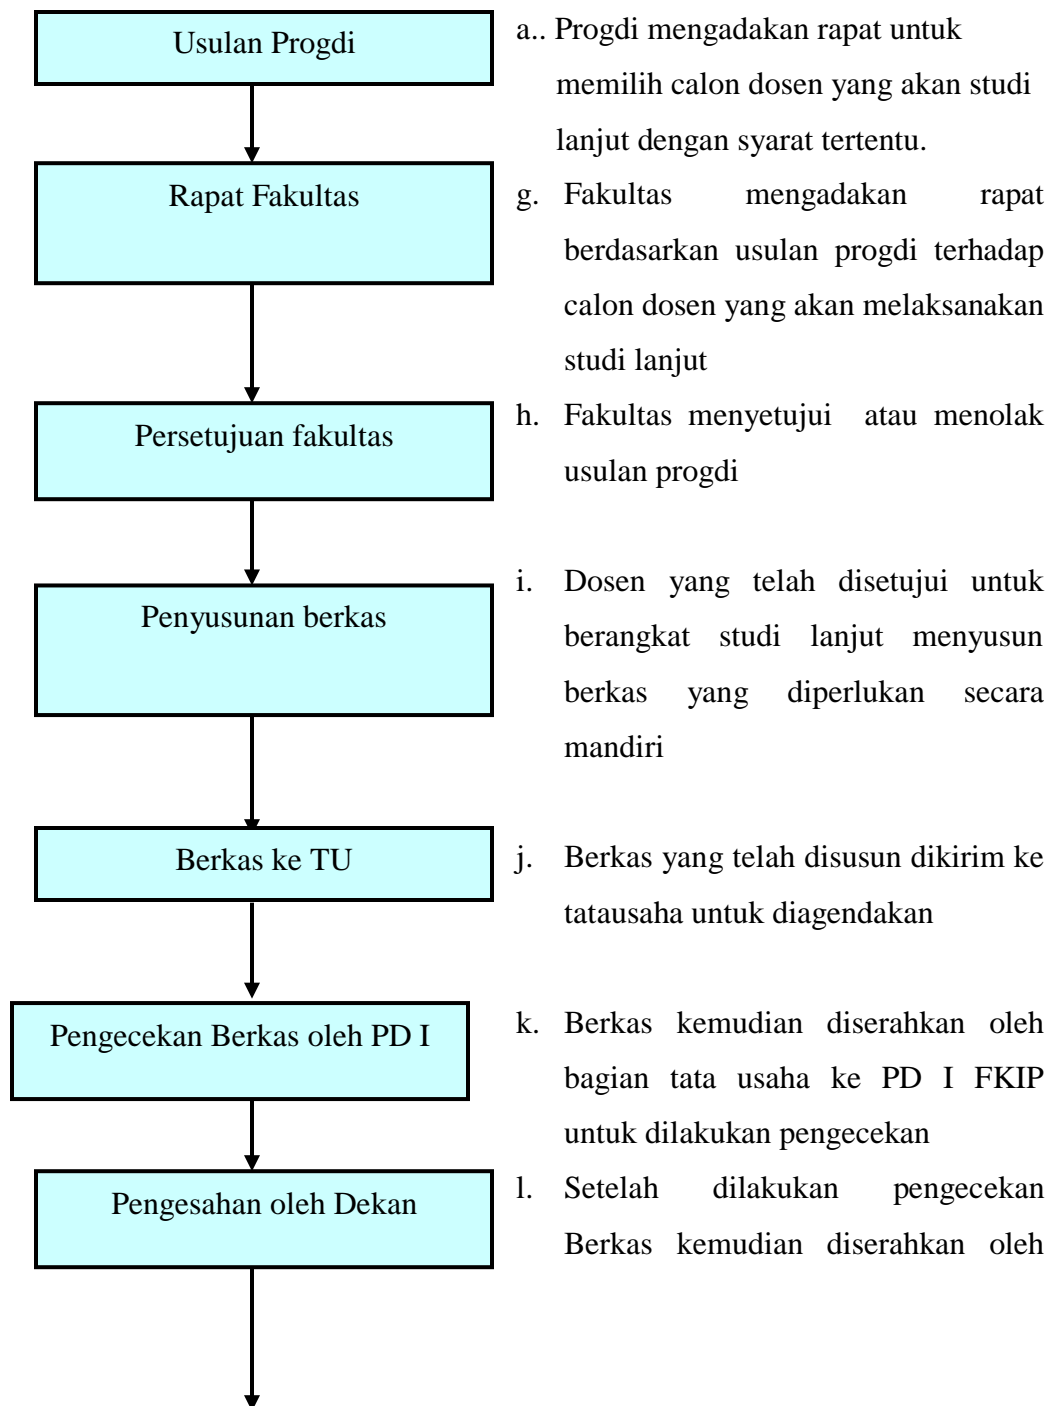 Usulan Progdi
a.. Progdi mengadakan rapat untuk
memilih calon dosen yang akan studi
lanjut dengan syarat tertentu.
Rapat Fakultas
g. Fakultas mengadakan rapat
berdasarkan usulan progdi terhadap
calon dosen yang akan melaksanakan
studi lanjut
Persetujuan fakultas
h. Fakultas menyetujui atau menolak
usulan progdi
Penyusunan berkas
i. Dosen yang telah disetujui untuk
berangkat studi lanjut menyusun
berkas yang diperlukan secara
mandiri
Berkas ke TU
j. Berkas yang telah disusun dikirim ke
tatausaha untuk diagendakan
Pengecekan Berkas oleh PD I
k. Berkas kemudian diserahkan oleh
bagian tata usaha ke PD I FKIP
untuk dilakukan pengecekan
Pengesahan oleh Dekan
l. Setelah dilakukan pengecekan
Berkas kemudian diserahkan oleh